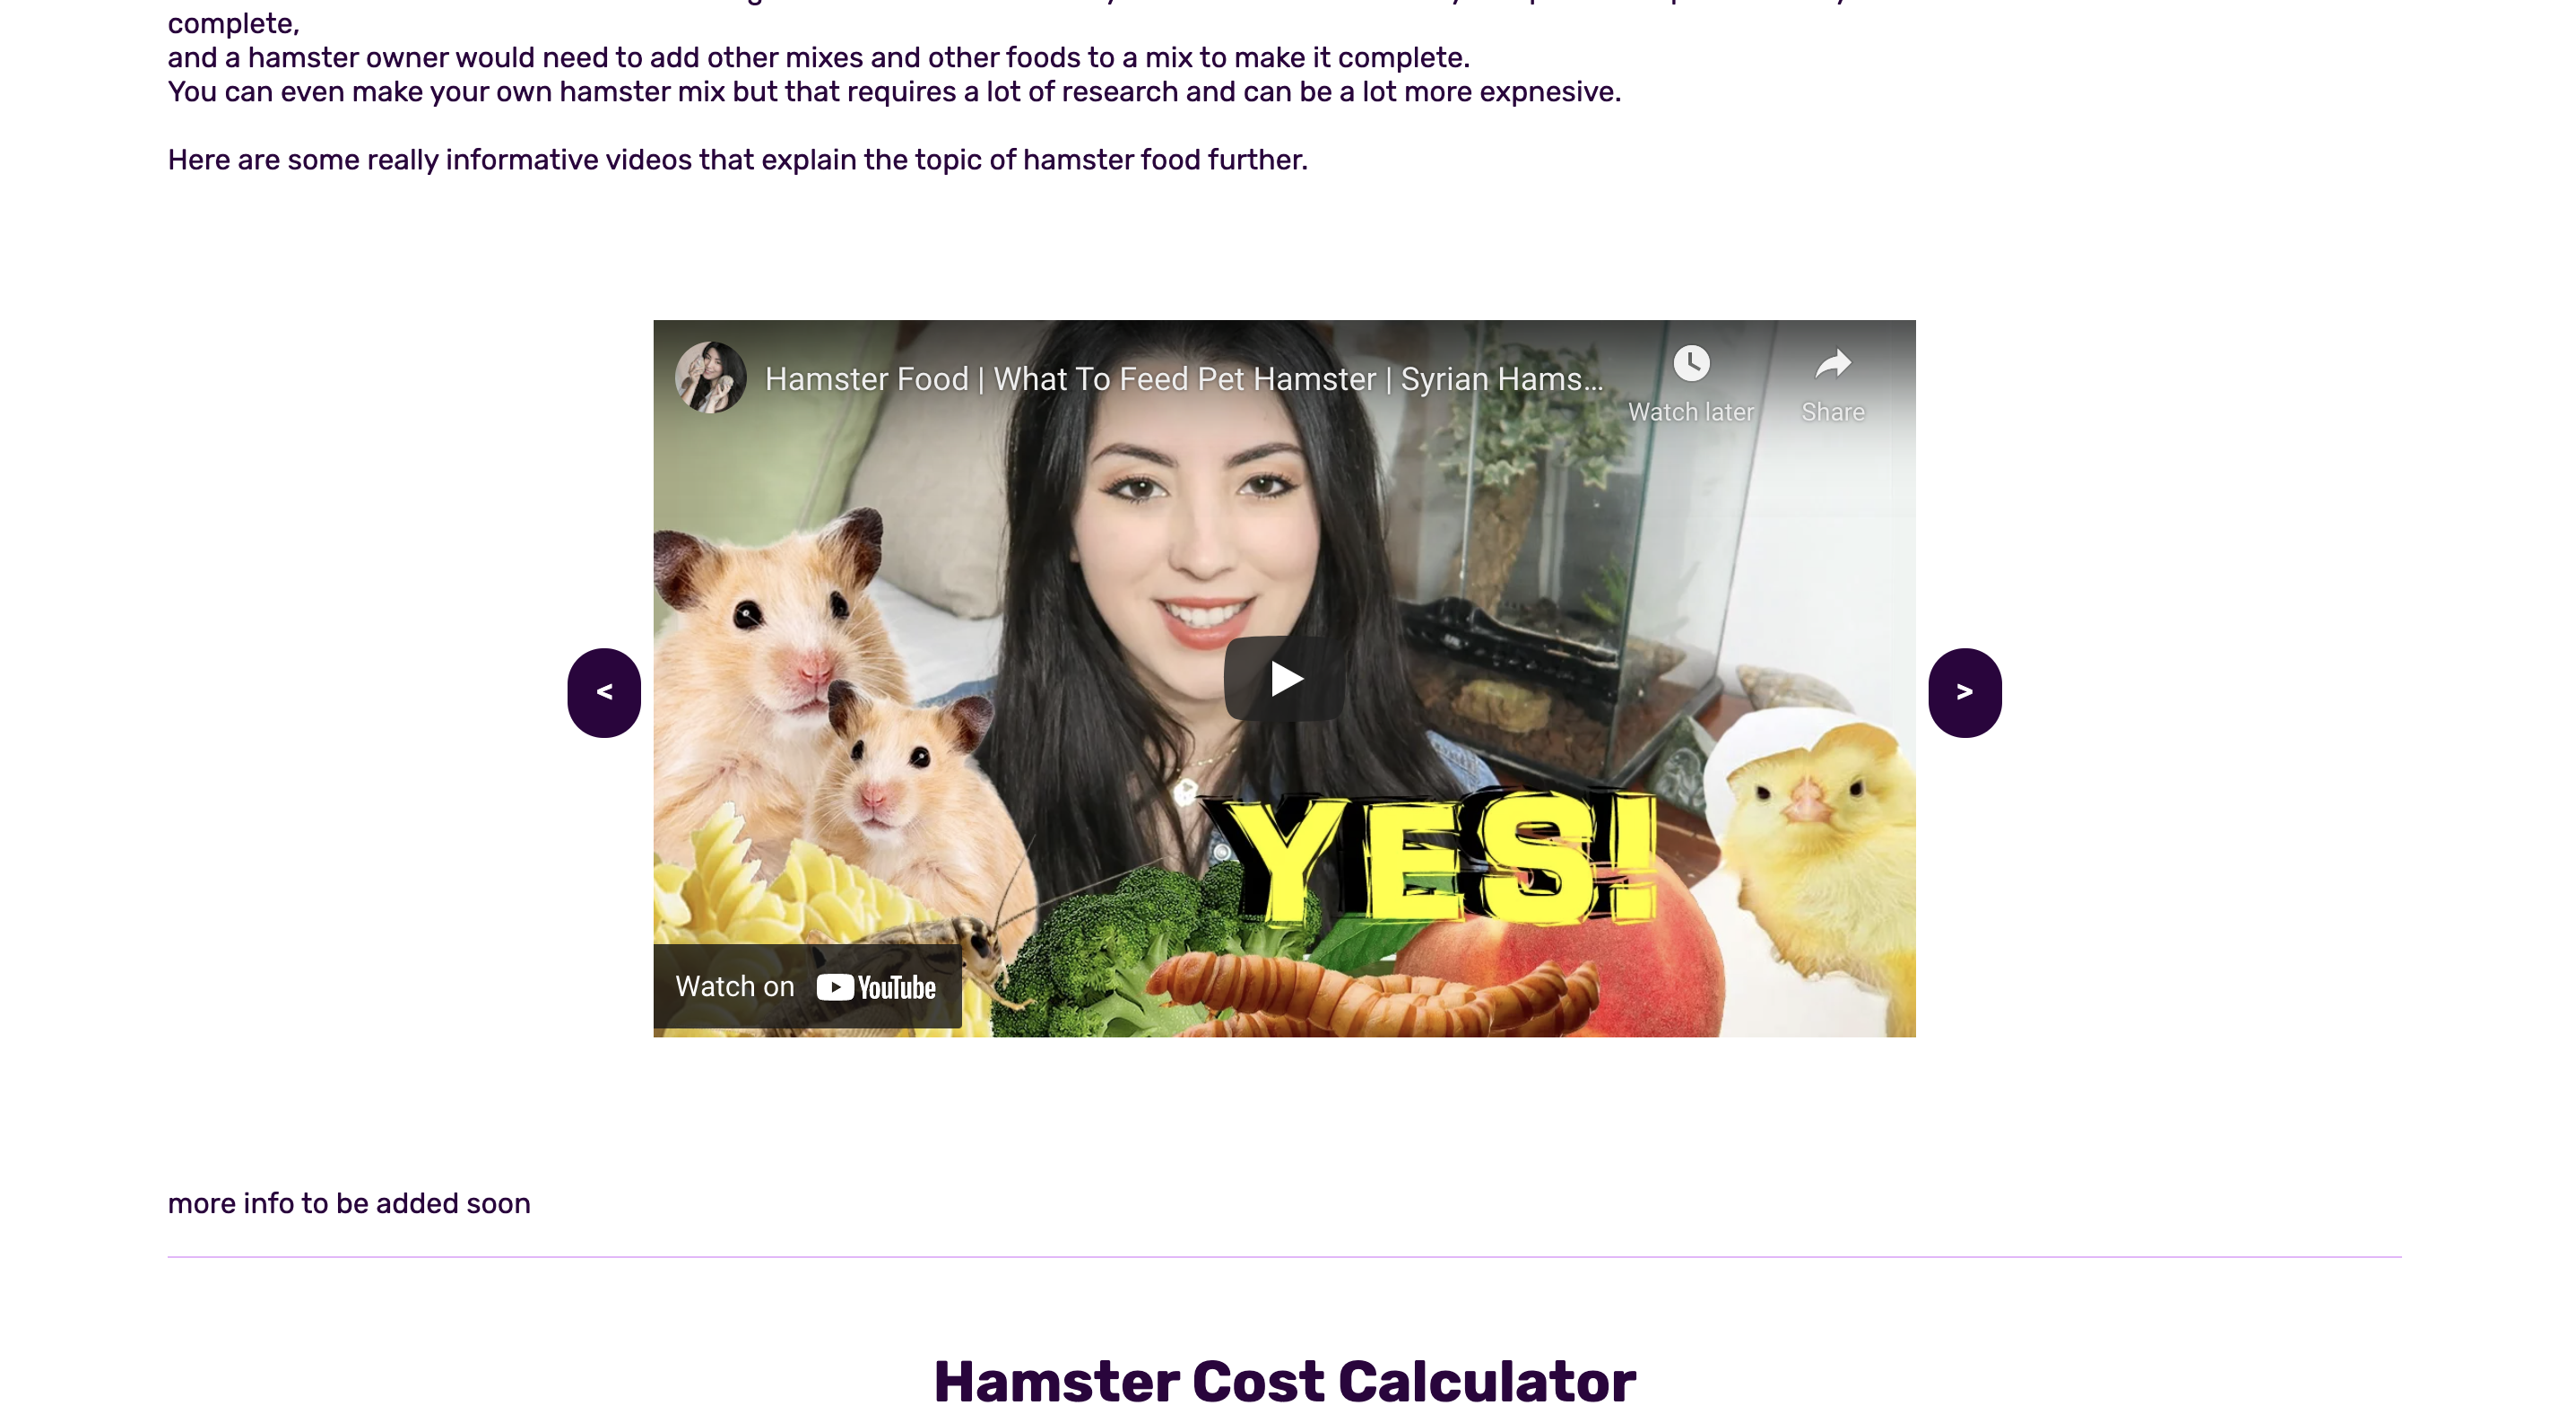 complete,
and a hamster owner would need to add other mixes and other foods to a mix to make it complete.
You can even make your own hamster mix but that requires a lot of research and can be a lot more expnesive.
Here are some really informative videos that explain the topic of hamster food further.
Hamster Food | What To Feed Pet Hamster | Syrian Hams...
Watch later
Share
<
>
YES!
Watch on YouTube
more info to be added soon
Hamster Cost Calculator